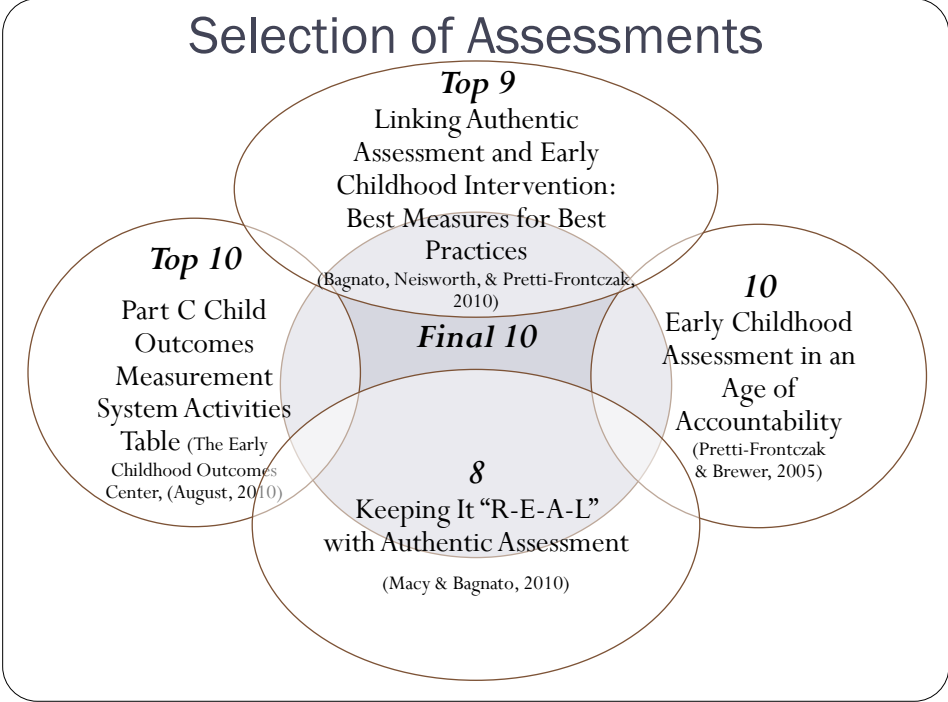 Selection of Assessments
Top 9
Linking Authentic
Assessment and Early
Childhood Intervention:
Best Measures for Best
Practices
(Bagnato, Neisworth, & Pretti-Frontczak,
2010)
Top 10
Part C Child
Outcomes
Measurement
System Activities
Table (The Early
Childhood Outcomes
Center, (August, 2010)
Final 10
10
Early Childhood
Assessment in an
Age of
Accountability
(Pretti-Frontczak
& Brewer, 2005)
8
Keeping It “R-E-A-L”
with Authentic Assessment
(Macy & Bagnato, 2010)